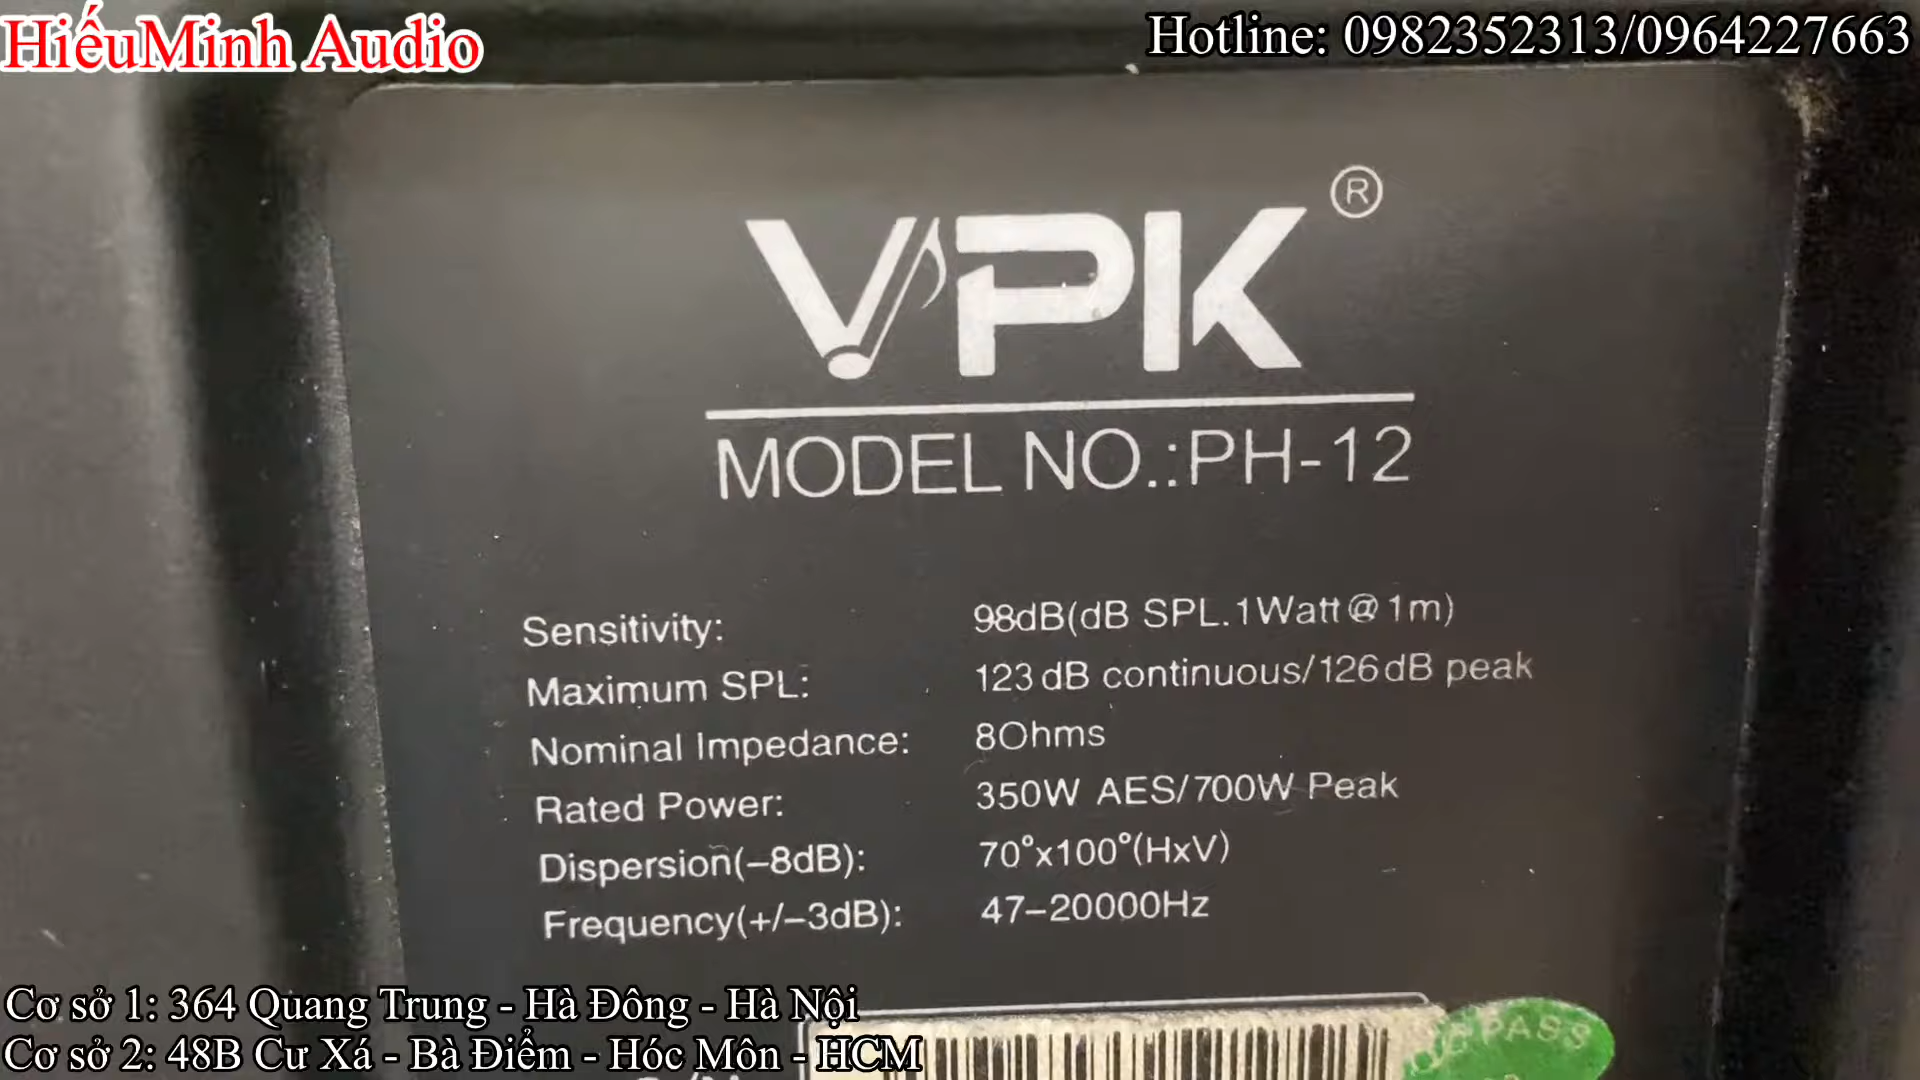 HiếuMinh Audio
Hotline: 0982352313/0964227663
VPK®
MODEL NO.:PH-12
Sensitivity: 98dB(dB SPL.1Watt@1m)
Maximum SPL: 123dB continuous/126dB peak
Nominal Impedance: 8Ohms
Rated Power: 350W AES/700W Peak
Dispersion(-8dB): 70°x100°(HxV)
Frequency(+/-3dB): 47-20000Hz
Cơ sở 1: 364 Quang Trung - Hà Đông - Hà Nội
Cơ sở 2: 48B Cư Xá - Bà Điểm - Hóc Môn - HCM
PASS